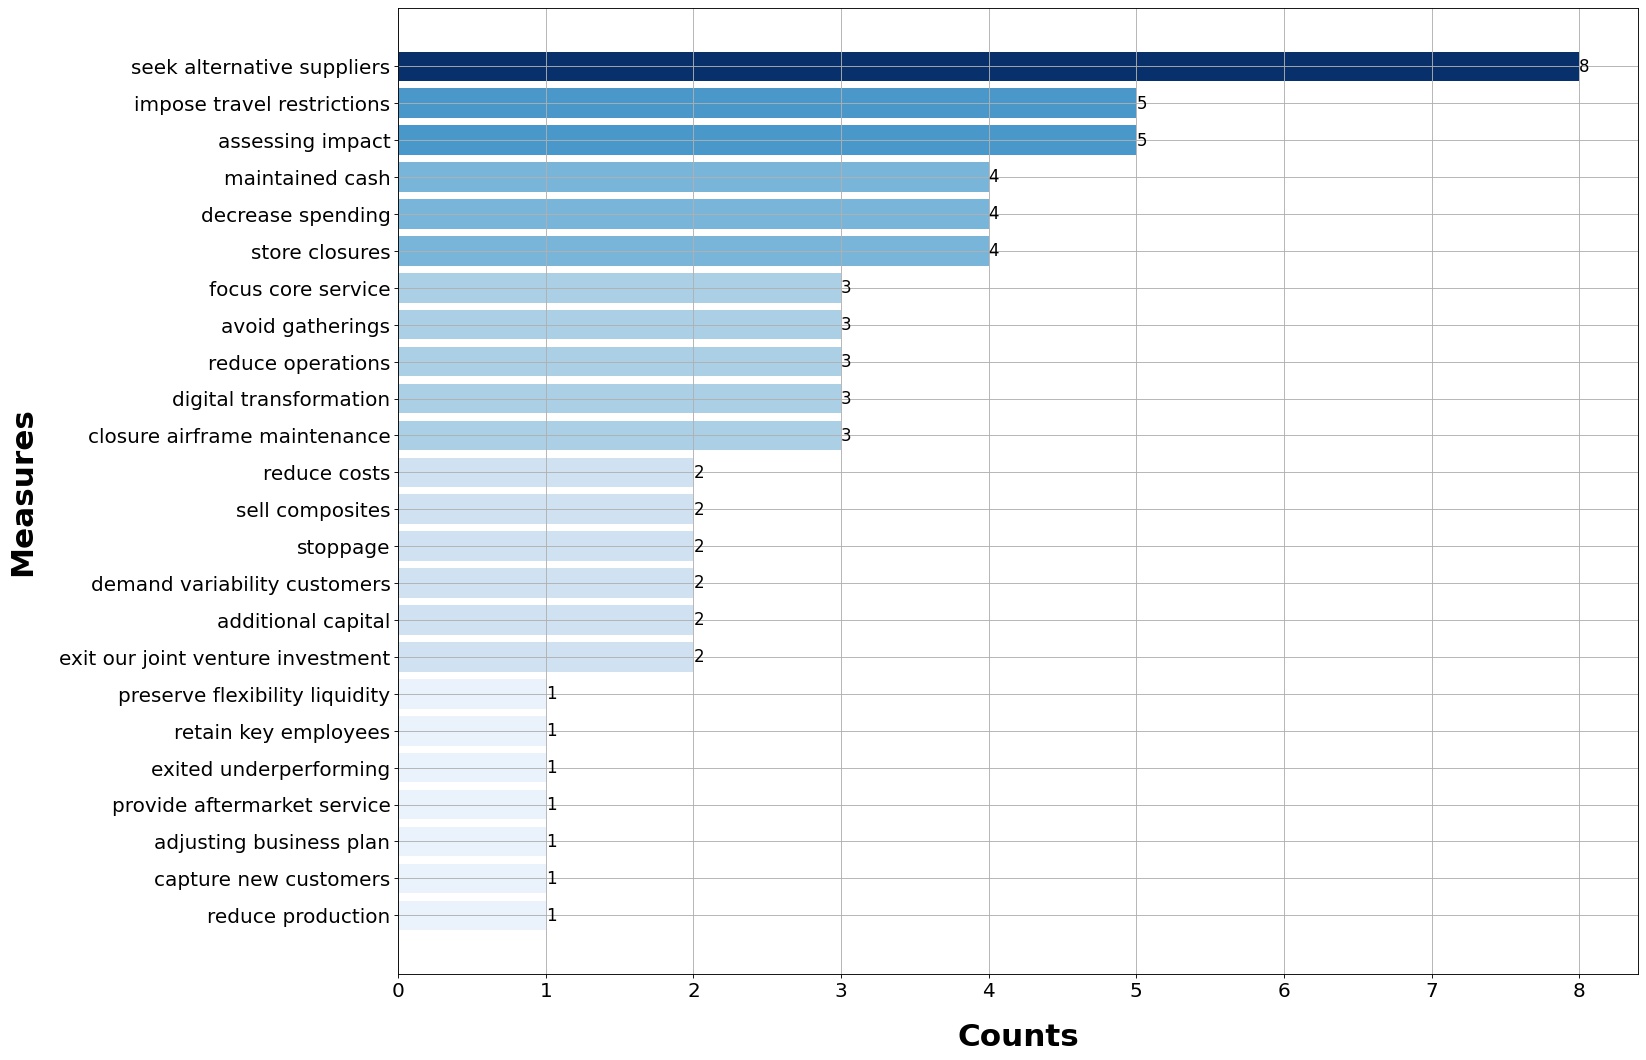 seek alternative suppliers 8
impose travel restrictions 5
assessing impact 5
maintained cash 4
decrease spending 4
store closures 4
focus core service 3
avoid gatherings 3
reduce operations 3
digital transformation 3
closure airframe maintenance 3
reduce costs 2
sell composites 2
stoppage 2
demand variability customers 2
additional capital 2
exit our joint venture investment 2
preserve flexibility liquidity 1
retain key employees 1
exited underperforming 1
provide aftermarket service 1
adjusting business plan 1
capture new customers 1
reduce production 1
0 1 2 3 4 5 6 7 8
Counts
Measures